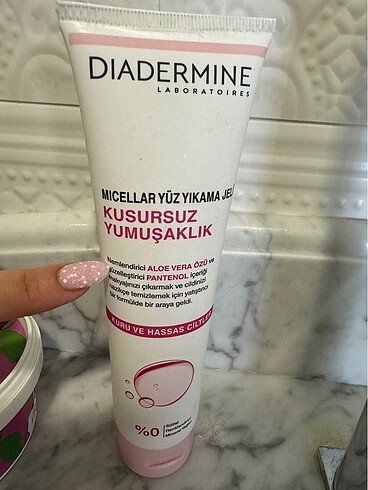 DIADERMINE
LABORATOIRES
MICELLAR YÜZ YIKAMA JELİ
KUSURSUZ
YUMUŞAKLIK
Nemlendirici ALOE VERA ÖZÜ ve
güzelleştirici PANTENOL içeriği
makyajınızı çıkarmak ve cildinizi
nazikçe temizlemek için yatıştırıcı
bir formülde bir araya geldi.
KURU VE HASSAS CİLTLER
%0